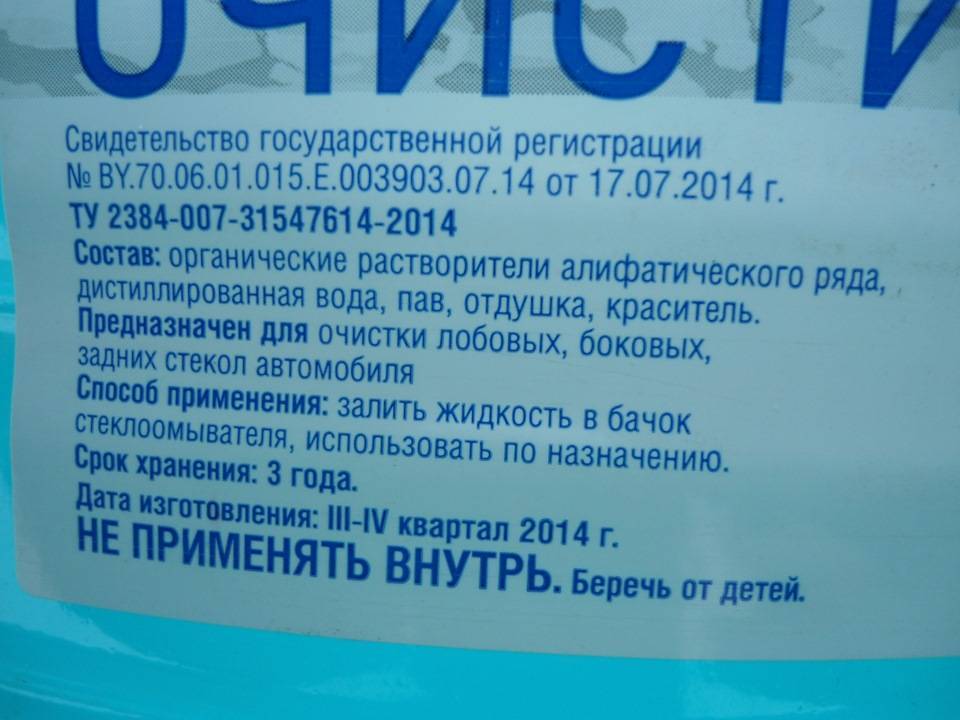 ОЧИСТИ
Свидетельство государственной регистрации
№ BY.70.06.01.015.Е.003903.07.14 от 17.07.2014 г.
ТУ 2384-007-31547614-2014
Состав: органические растворители алифатического ряда,
дистиллированная вода, пав, отдушка, краситель.
Предназначен для очистки лобовых, боковых,
задних стекол автомобиля
Способ применения: залить жидкость в бачок
стеклоомывателя, использовать по назначению.
Срок хранения: 3 года.
Дата изготовления: III-IV квартал 2014 г.
НЕ ПРИМЕНЯТЬ ВНУТРЬ. Беречь от детей.